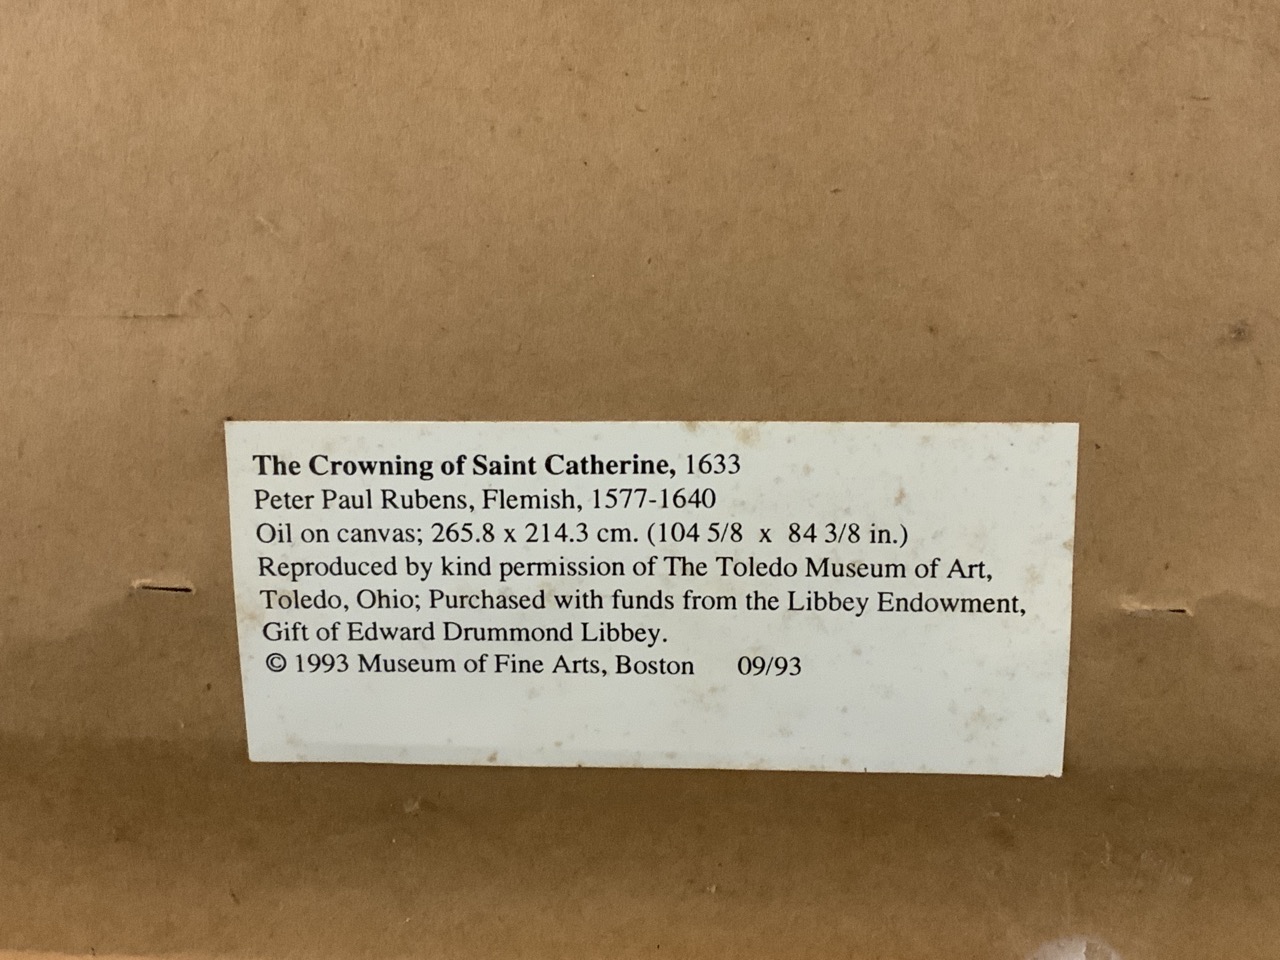 The Crowning of Saint Catherine, 1633
Peter Paul Rubens, Flemish, 1577-1640
Oil on canvas; 265.8 x 214.3 cm. (104 5/8 x 84 3/8 in.)
Reproduced by kind permission of The Toledo Museum of Art,
Toledo, Ohio; Purchased with funds from the Libbey Endowment,
Gift of Edward Drummond Libbey.
© 1993 Museum of Fine Arts, Boston 09/93